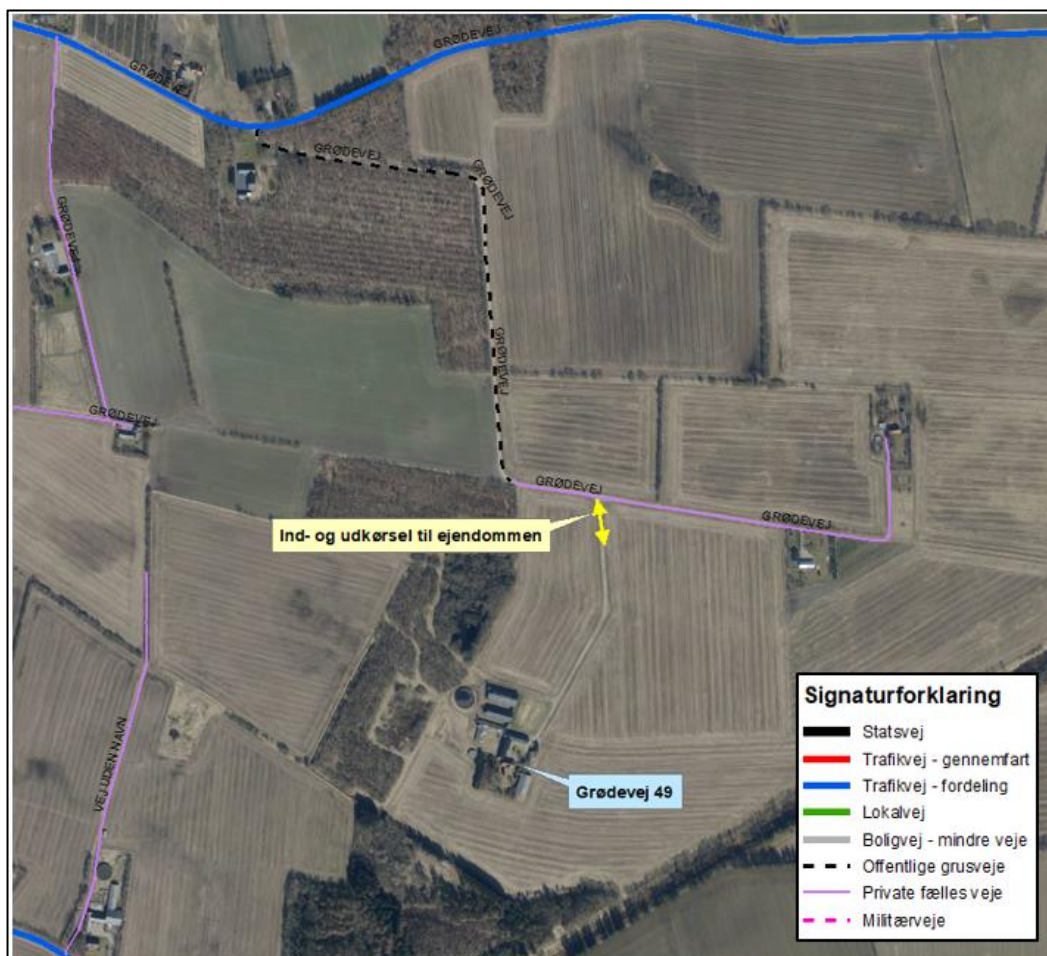 GRØDEVEJ
GRØDEVEJ
GRØDEVEJ
GRØDEVEJ
GRØDEVEJ
GRØDEVEJ
GRØDEVEJ
GRØDEVEJ
GRØDEVEJ
Ind- og udkørsel til ejendommen
VEJ UDEN NAVN
Grødevej 49
Signaturforklaring
Statsvej
Trafikvej - gennemfart
Trafikvej - fordeling
Lokalvej
Boligvej - mindre veje
Offentlige grusveje
Private fælles veje
Militærveje